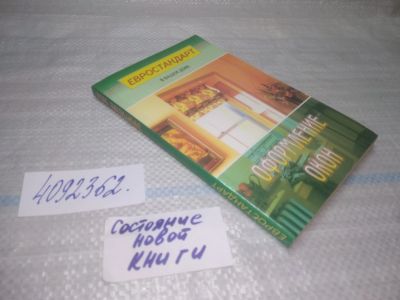 ЕВРОСТАНДАРТ
В ВАШЕМ ДОМЕ
ОФОРМЛЕНИЕ
ОКОН
ЕВРОСТАНДАРТ
4092362.
Состояние
новой
книги